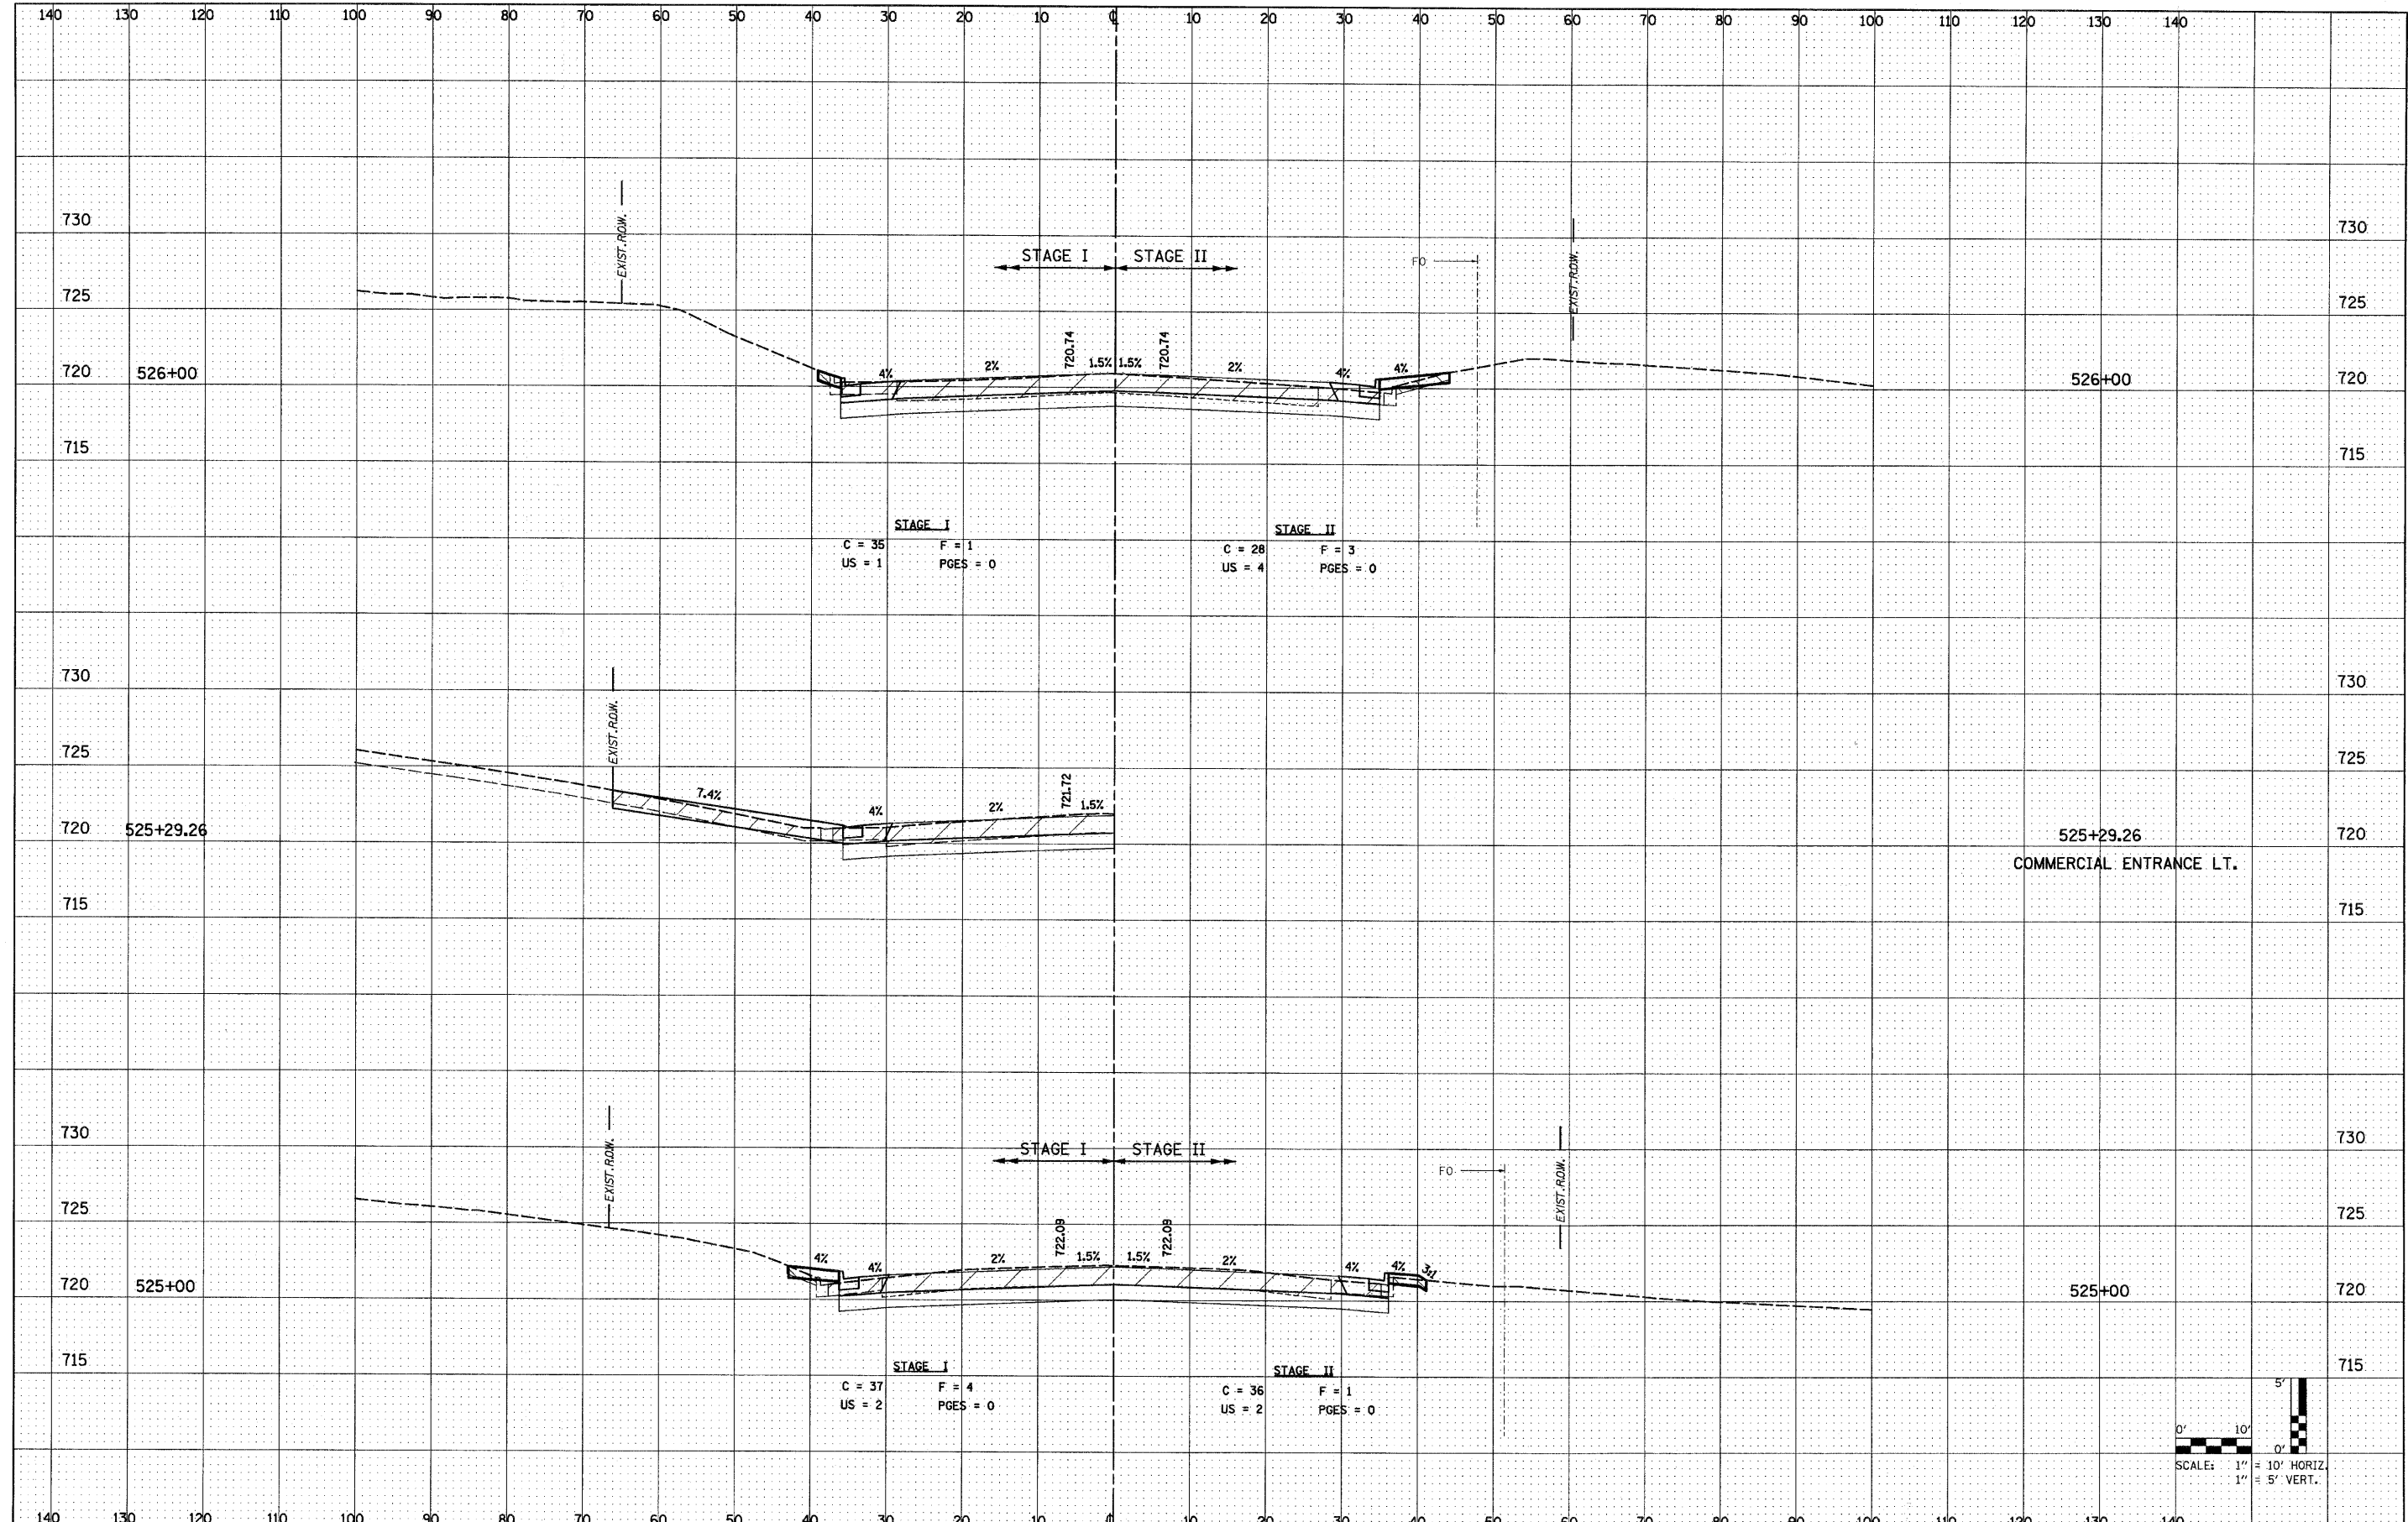 140 130 120 110 100 90 80 70 60 50 40 30 20 10 ℄ 10 20 30 40 50 60 70 80 90 100 110 120 130 140
730 EXIST. R.O.W. STAGE I STAGE II FO EXIST. R.O.W. 730
725 725
720 526+00 4% 2% 720.74 1.5% 1.5% 720.74 2% 4% 4% 526+00 720
715 715
STAGE I STAGE II
C = 35 F = 1 C = 28 F = 3
US = 1 PGES = 0 US = 4 PGES = 0
730 EXIST. R.O.W. 730
725 725
7.4% 4% 2% 721.72 1.5%
720 525+29.26 525+29.26 720
COMMERCIAL ENTRANCE LT.
715 715
730 EXIST. R.O.W. STAGE I STAGE II FO EXIST. R.O.W. 730
725 725
4% 4% 2% 722.09 1.5% 1.5% 722.09 2% 4% 4% 3:1
720 525+00 525+00 720
715 715
STAGE I STAGE II
C = 37 F = 4 C = 36 F = 1
US = 2 PGES = 0 US = 2 PGES = 0
5'
0' 10' 0'
SCALE: 1" = 10' HORIZ.
1" = 5' VERT.
140 130 120 110 100 90 80 70 60 50 40 30 20 10 ℄ 10 20 30 40 50 60 70 80 90 100 110 120 130 140